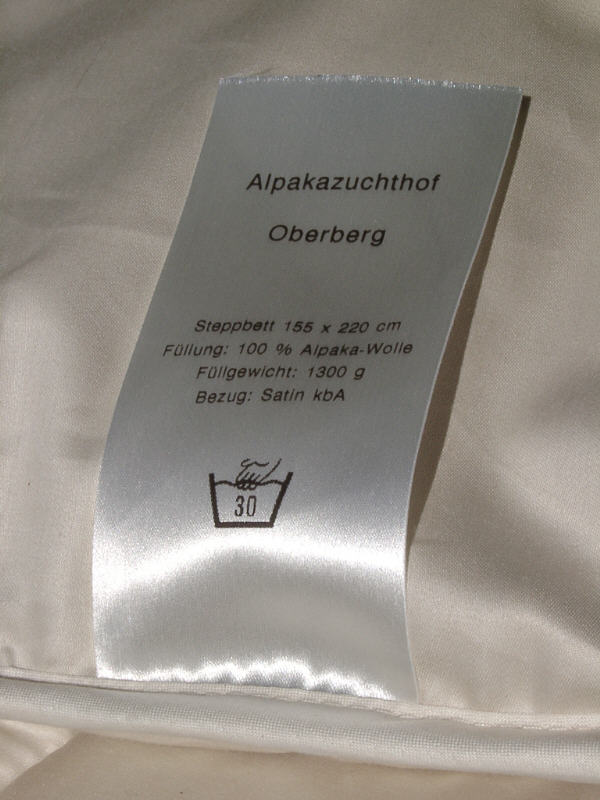 Alpakazuchthof
Oberberg
Steppbett 155 x 220 cm
Füllung: 100 % Alpaka-Wolle
Füllgewicht: 1300 g
Bezug: Satin kbA
30